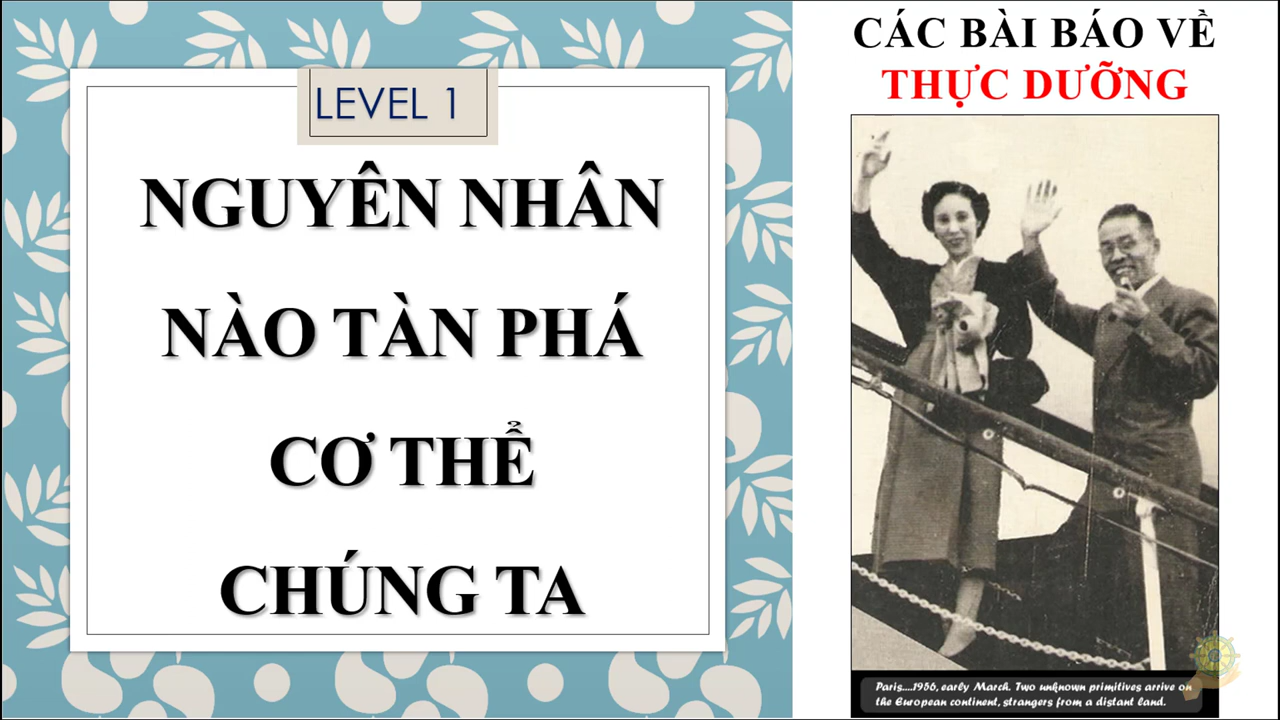 LEVEL 1
NGUYÊN NHÂN
NÀO TÀN PHÁ
CƠ THỂ
CHÚNG TA
CÁC BÀI BÁO VỀ
THỰC DƯỠNG
Paris....1956, early March. Two unknown primitives arrive on
the European continent, strangers from a distant land.